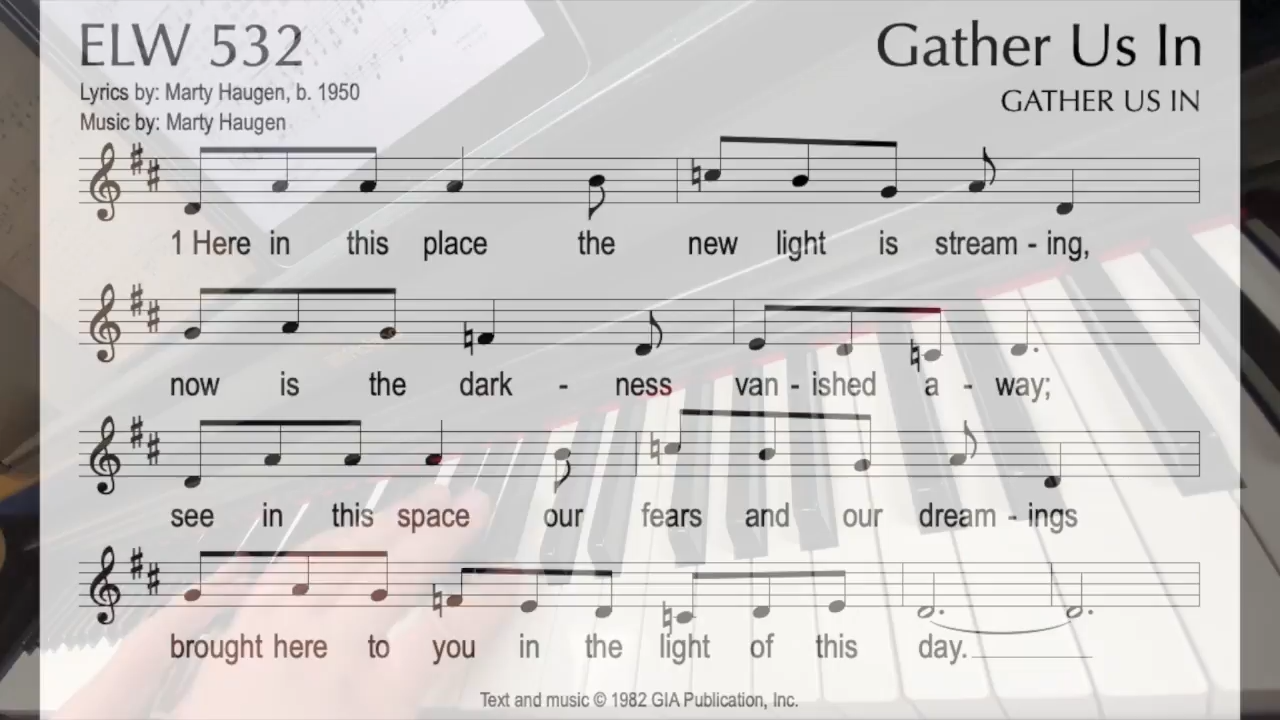 ELW 532
Gather Us In
Lyrics by: Marty Haugen, b. 1950
GATHER US IN
Music by: Marty Haugen
1 Here in this place the new light is stream - ing,
now is the dark - ness van - ished a - way;
see in this space our fears and our dream - ings
brought here to you in the light of this day.
Text and music © 1982 GIA Publication, Inc.